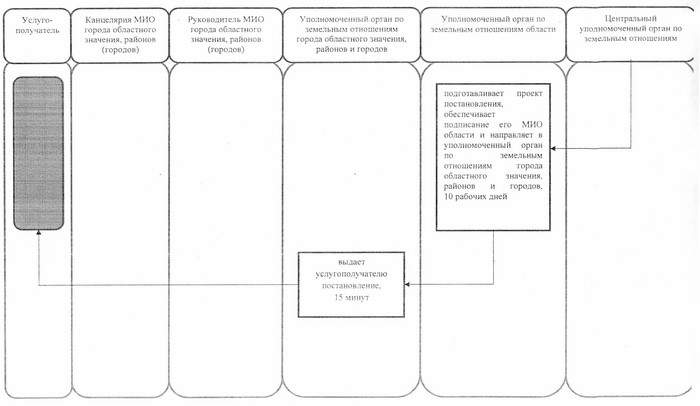 Услуго-
получатель
Канцелярия МИО
города областного
значения, районов
(городов)
Руководитель МИО
города областного
значения, районов
(городов)
Уполномоченный орган по
земельным отношениям
города областного значения,
районов и городов
Уполномоченный орган по
земельным отношениям области
Центральный
уполномоченный орган по
земельным отношениям
подготавливает проект
постановления,
обеспечивает
подписание его МИО
области и направляет в
уполномоченный орган
по земельным
отношениям города
областного значения,
районов и городов,
10 рабочих дней
выдает
услугополучателю
постановление,
15 минут